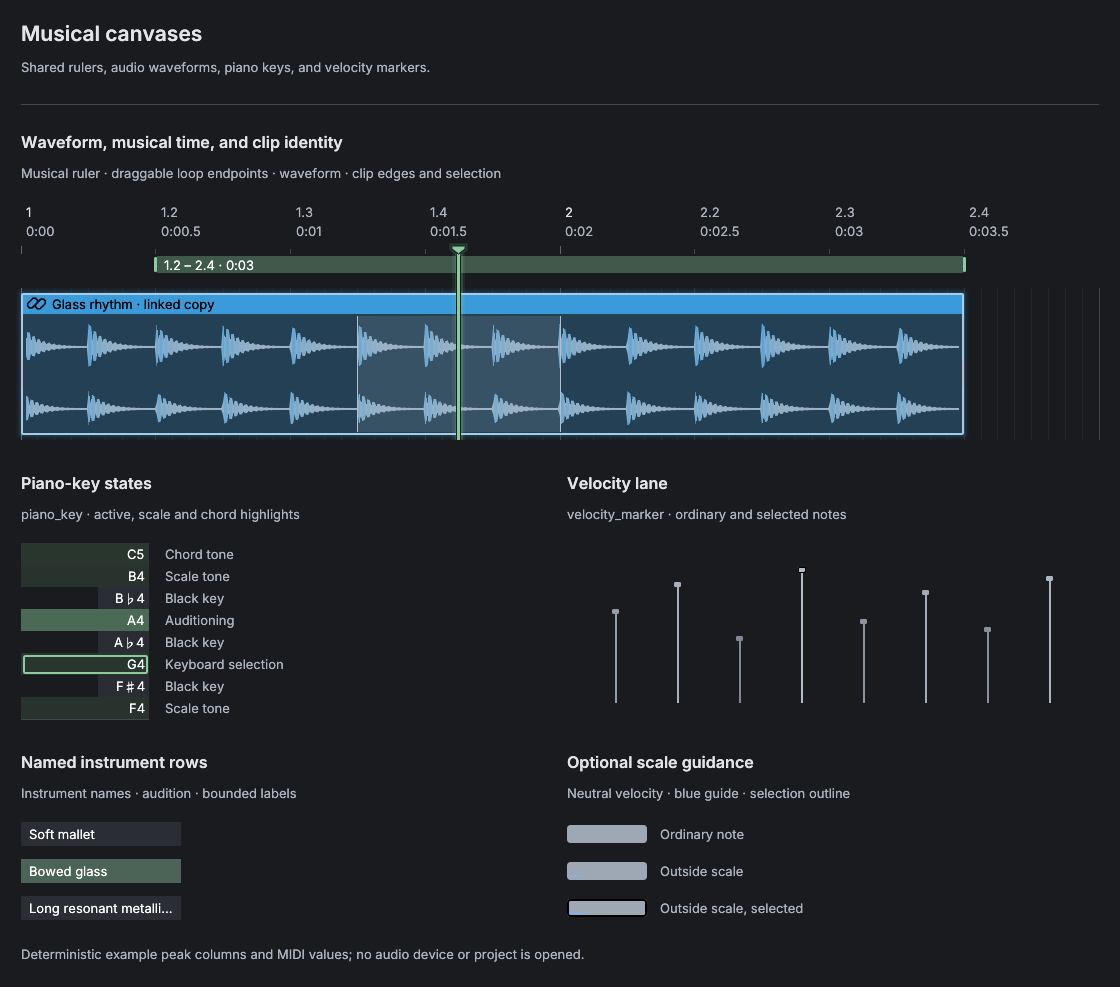 Musical canvases
Shared rulers, audio waveforms, piano keys, and velocity markers.
Waveform, musical time, and clip identity
Musical ruler · draggable loop endpoints · waveform · clip edges and selection
1 1.2 1.3 1.4 2 2.2 2.3 2.4
0:00 0:00.5 0:01 0:01.5 0:02 0:02.5 0:03 0:03.5
1.2 – 2.4 · 0:03
Glass rhythm · linked copy
Piano-key states
piano_key · active, scale and chord highlights
C5 Chord tone
B4 Scale tone
B♭4 Black key
A4 Auditioning
A♭4 Black key
G4 Keyboard selection
F♯4 Black key
F4 Scale tone
Velocity lane
velocity_marker · ordinary and selected notes
Named instrument rows
Instrument names · audition · bounded labels
Soft mallet
Bowed glass
Long resonant metalli...
Optional scale guidance
Neutral velocity · blue guide · selection outline
Ordinary note
Outside scale
Outside scale, selected
Deterministic example peak columns and MIDI values; no audio device or project is opened.